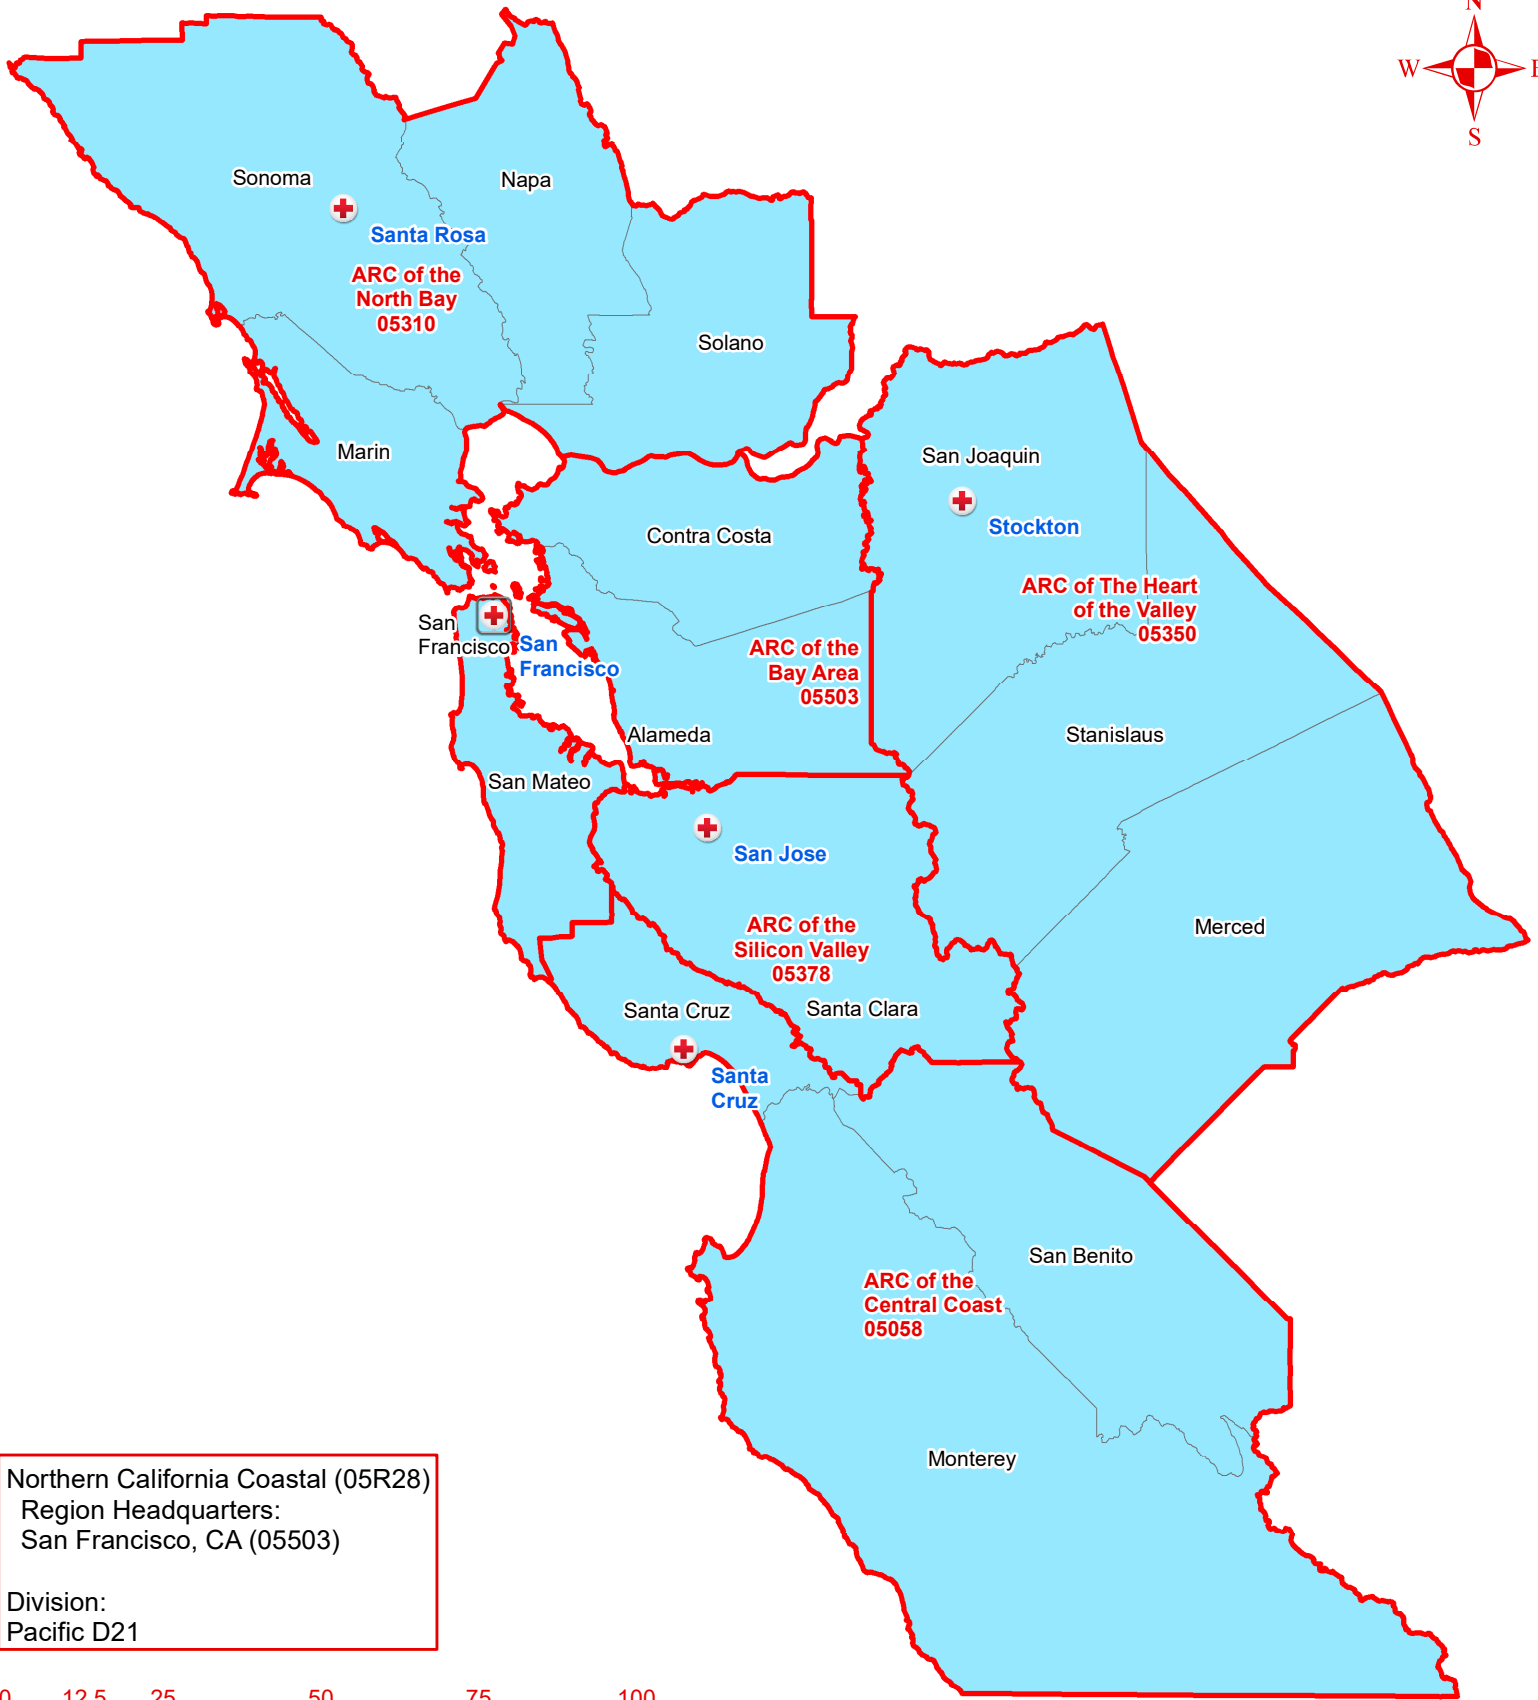 N
W
E
S
Sonoma
Napa
Santa Rosa
ARC of the
North Bay
05310
Solano
Marin
San Joaquin
Stockton
Contra Costa
ARC of The Heart
of the Valley
05350
San
Francisco
San
Francisco
ARC of the
Bay Area
05503
Alameda
Stanislaus
San Mateo
San Jose
ARC of the
Silicon Valley
05378
Merced
Santa Cruz
Santa Clara
Santa
Cruz
San Benito
ARC of the
Central Coast
05058
Monterey
Northern California Coastal (05R28)
Region Headquarters:
San Francisco, CA (05503)
Division:
Pacific D21
0 12.5 25 50 75 100